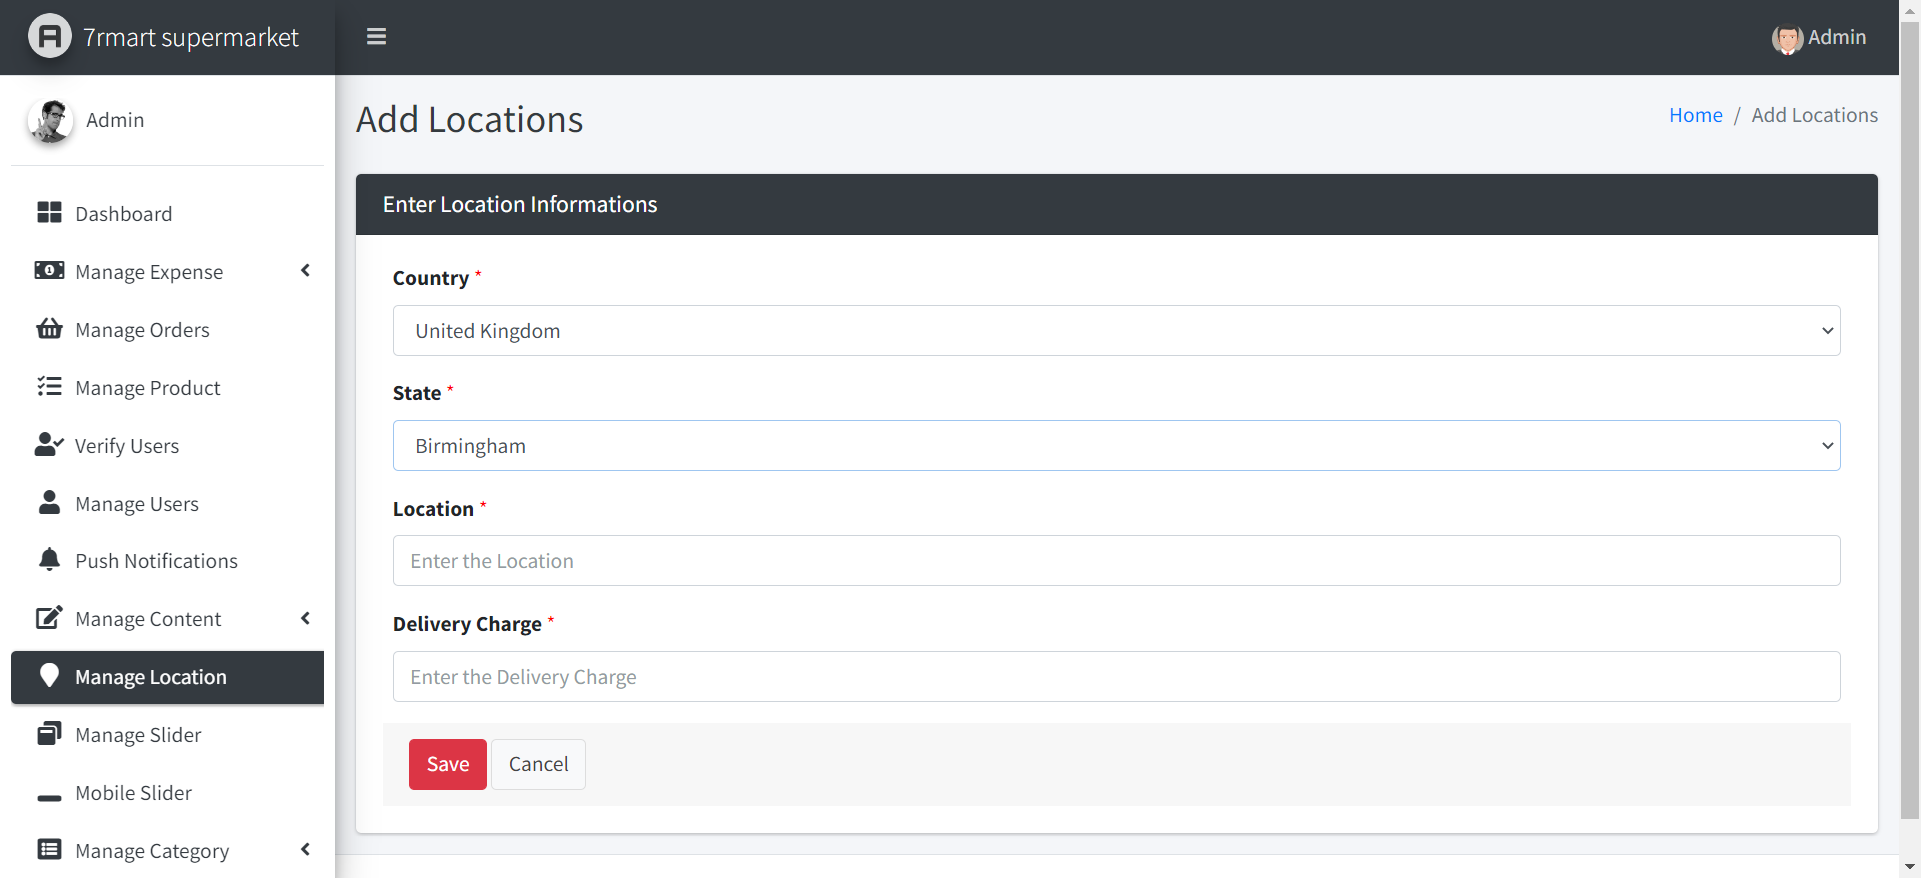 7rmart supermarket
Admin
Admin
Dashboard
Manage Expense
Manage Orders
Manage Product
Verify Users
Manage Users
Push Notifications
Manage Content
Manage Location
Manage Slider
Mobile Slider
Manage Category
Add Locations
Home / Add Locations
Enter Location Informations
Country *
United Kingdom
State *
Birmingham
Location *
Enter the Location
Delivery Charge *
Enter the Delivery Charge
Save Cancel